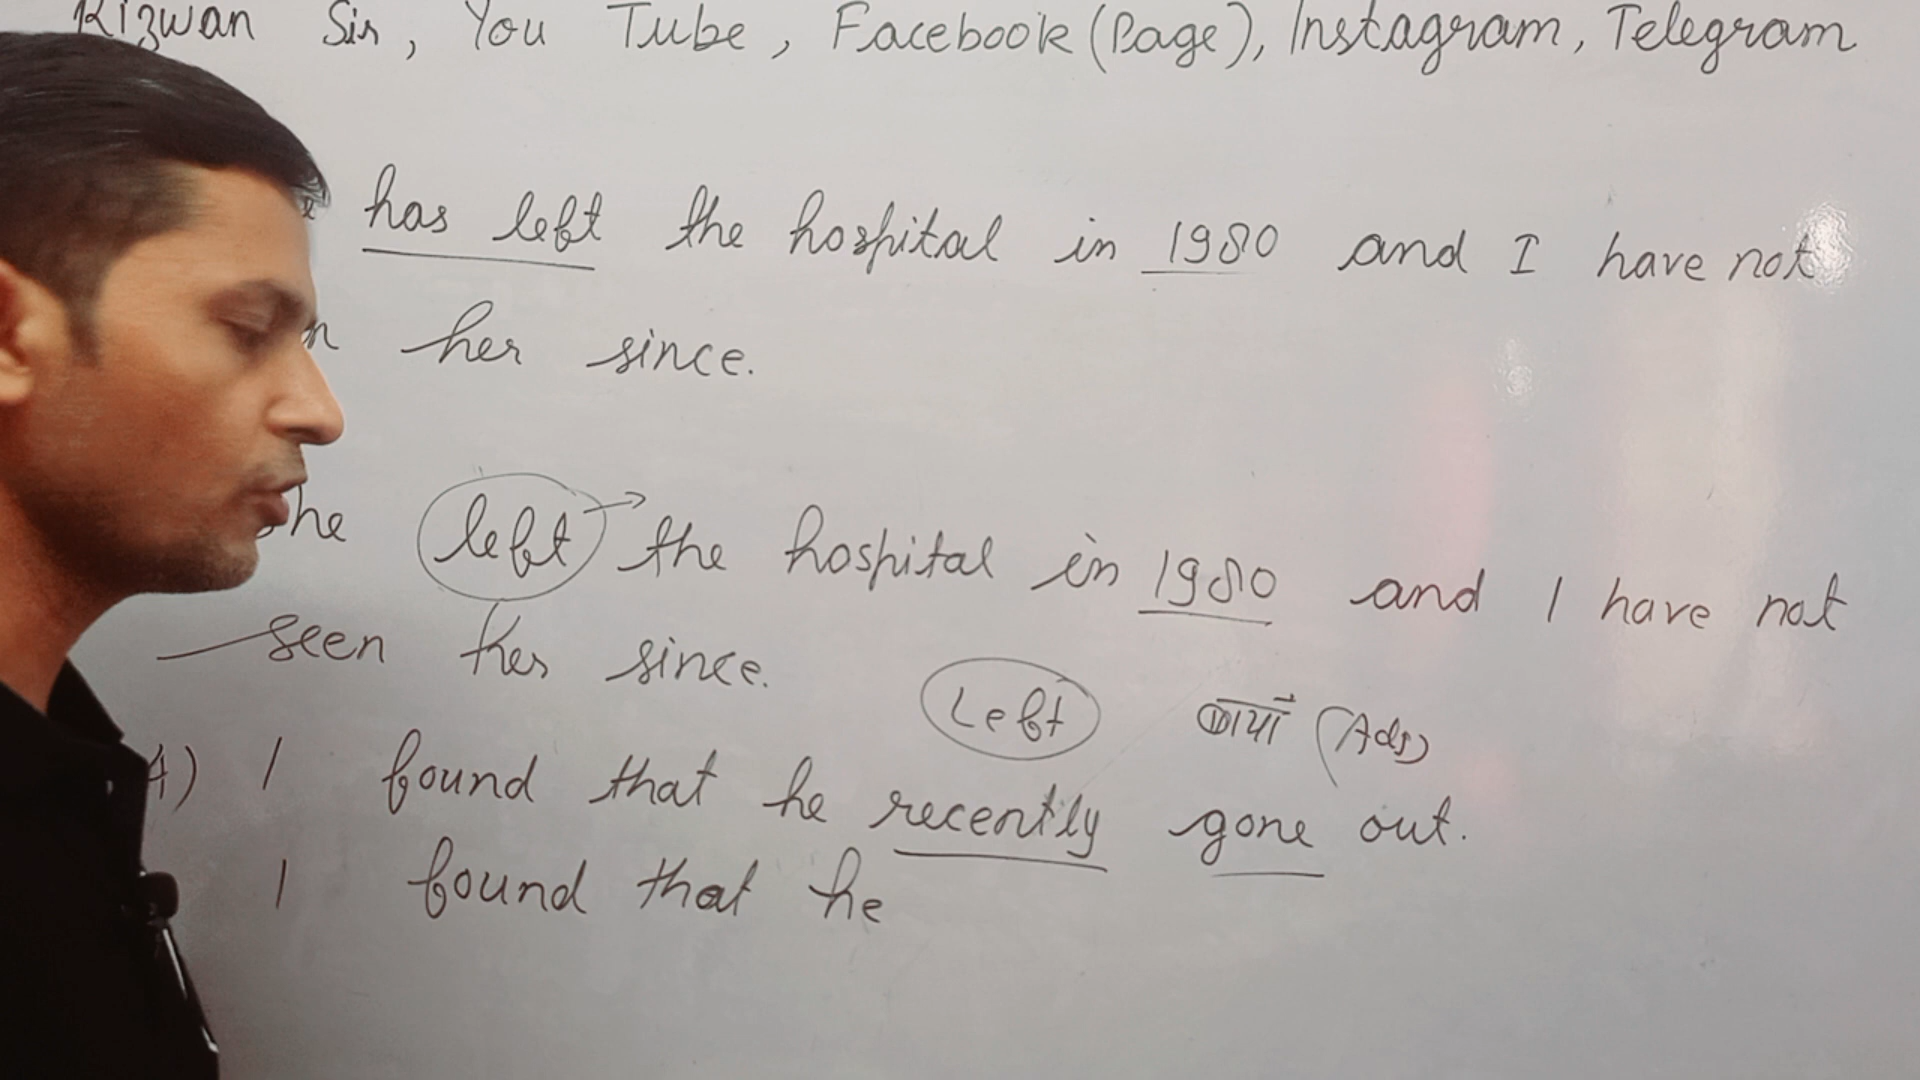 Rizwan Sir, You Tube, Facebook (Page), Instagram, Telegram
has left the hospital in 1980 and I have not
her since.
he left → the hospital in 1980 and I have not
seen her since.
Left बायाँ (Adj)
4) I found that he recently gone out.
I found that he